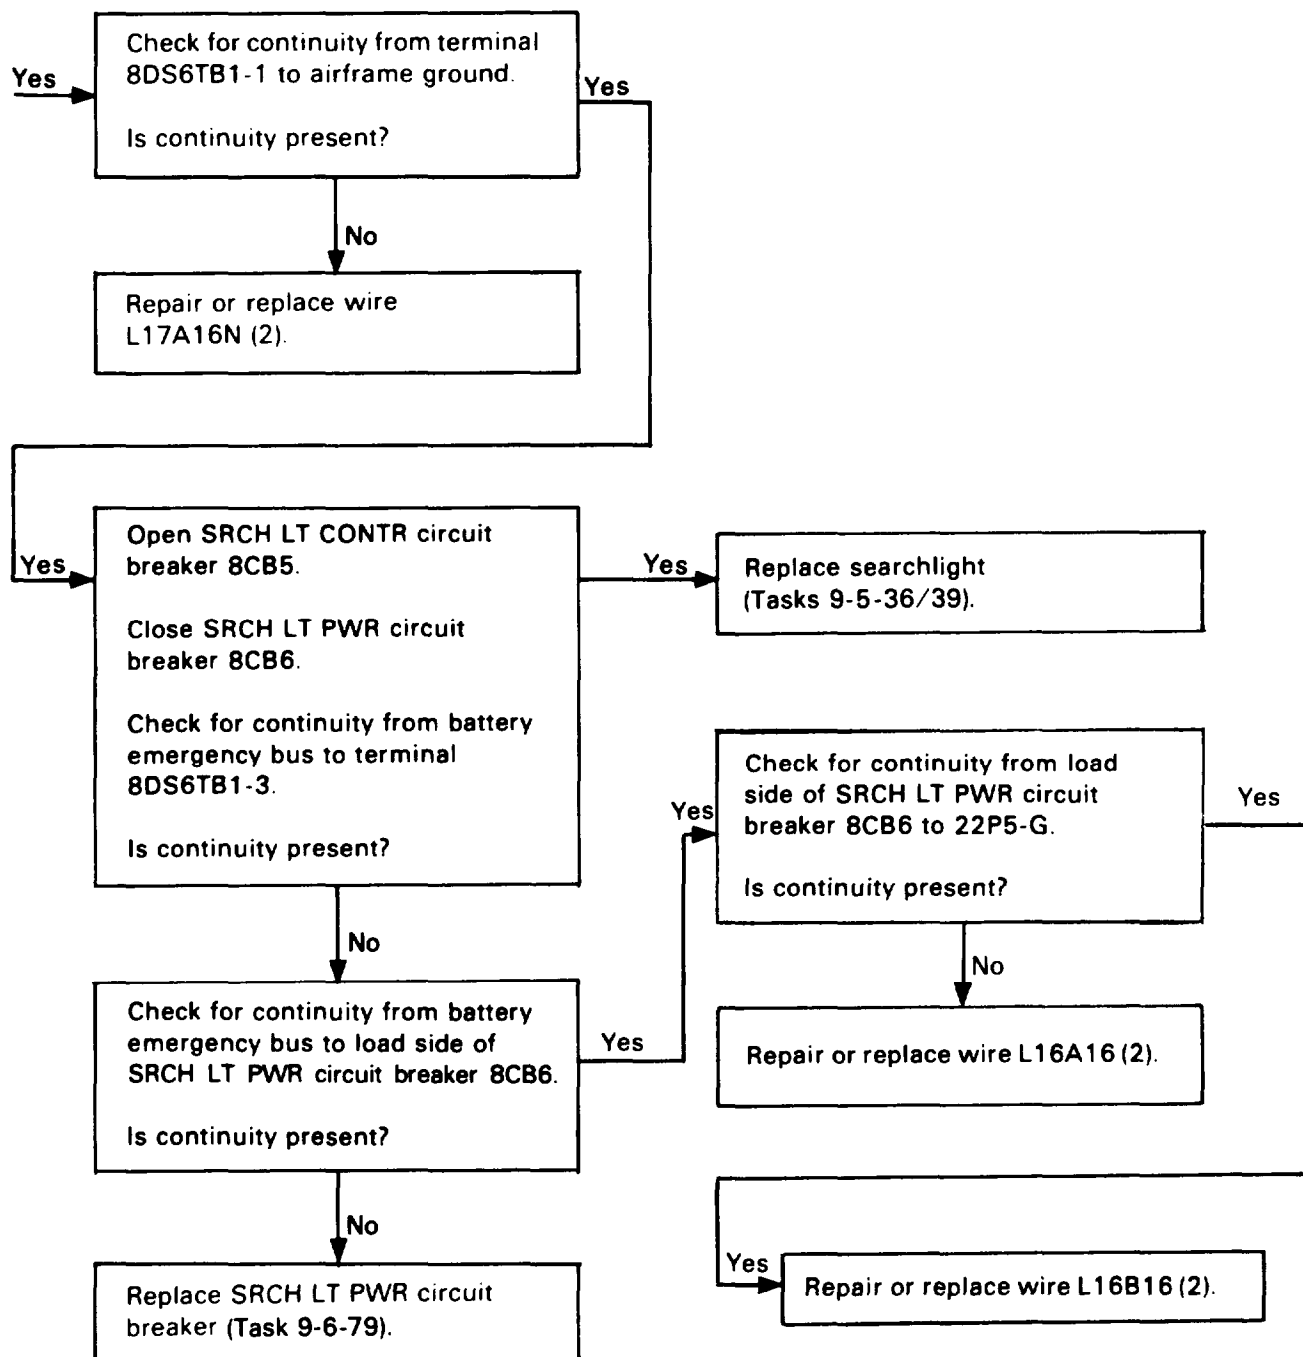 Yes
Check for continuity from terminal
8DS6TB1-1 to airframe ground.
Is continuity present?
Yes
No
Repair or replace wire
L17A16N (2).
Yes
Open SRCH LT CONTR circuit
breaker 8CB5.
Close SRCH LT PWR circuit
breaker 8CB6.
Check for continuity from battery
emergency bus to terminal
8DS6TB1-3.
Is continuity present?
Yes
Replace searchlight
(Tasks 9-5-36/39).
No
Check for continuity from battery
emergency bus to load side of
SRCH LT PWR circuit breaker 8CB6.
Is continuity present?
Yes
Yes
Check for continuity from load
side of SRCH LT PWR circuit
breaker 8CB6 to 22P5-G.
Is continuity present?
Yes
No
Repair or replace wire L16A16 (2).
No
Replace SRCH LT PWR circuit
breaker (Task 9-6-79).
Yes
Repair or replace wire L16B16 (2).